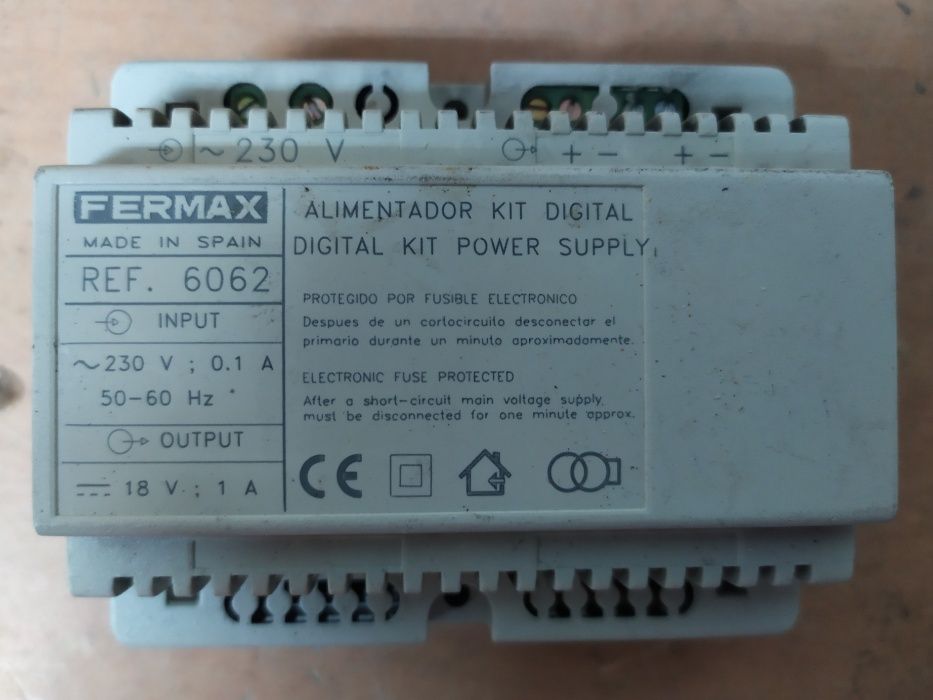 ~ 230 V + - + -
FERMAX
MADE IN SPAIN
REF. 6062
INPUT
~230 V ; 0.1 A
50-60 Hz
OUTPUT
18 V. ; 1 A
ALIMENTADOR KIT DIGITAL
DIGITAL KIT POWER SUPPLY
PROTEGIDO POR FUSIBLE ELECTRONICO
Despues de un cortocircuito desconectar el
primario durante un minuto aproximadamente.
ELECTRONIC FUSE PROTECTED
After a short-circuit main voltage supply,
must be disconnected for one minute approx.
CE